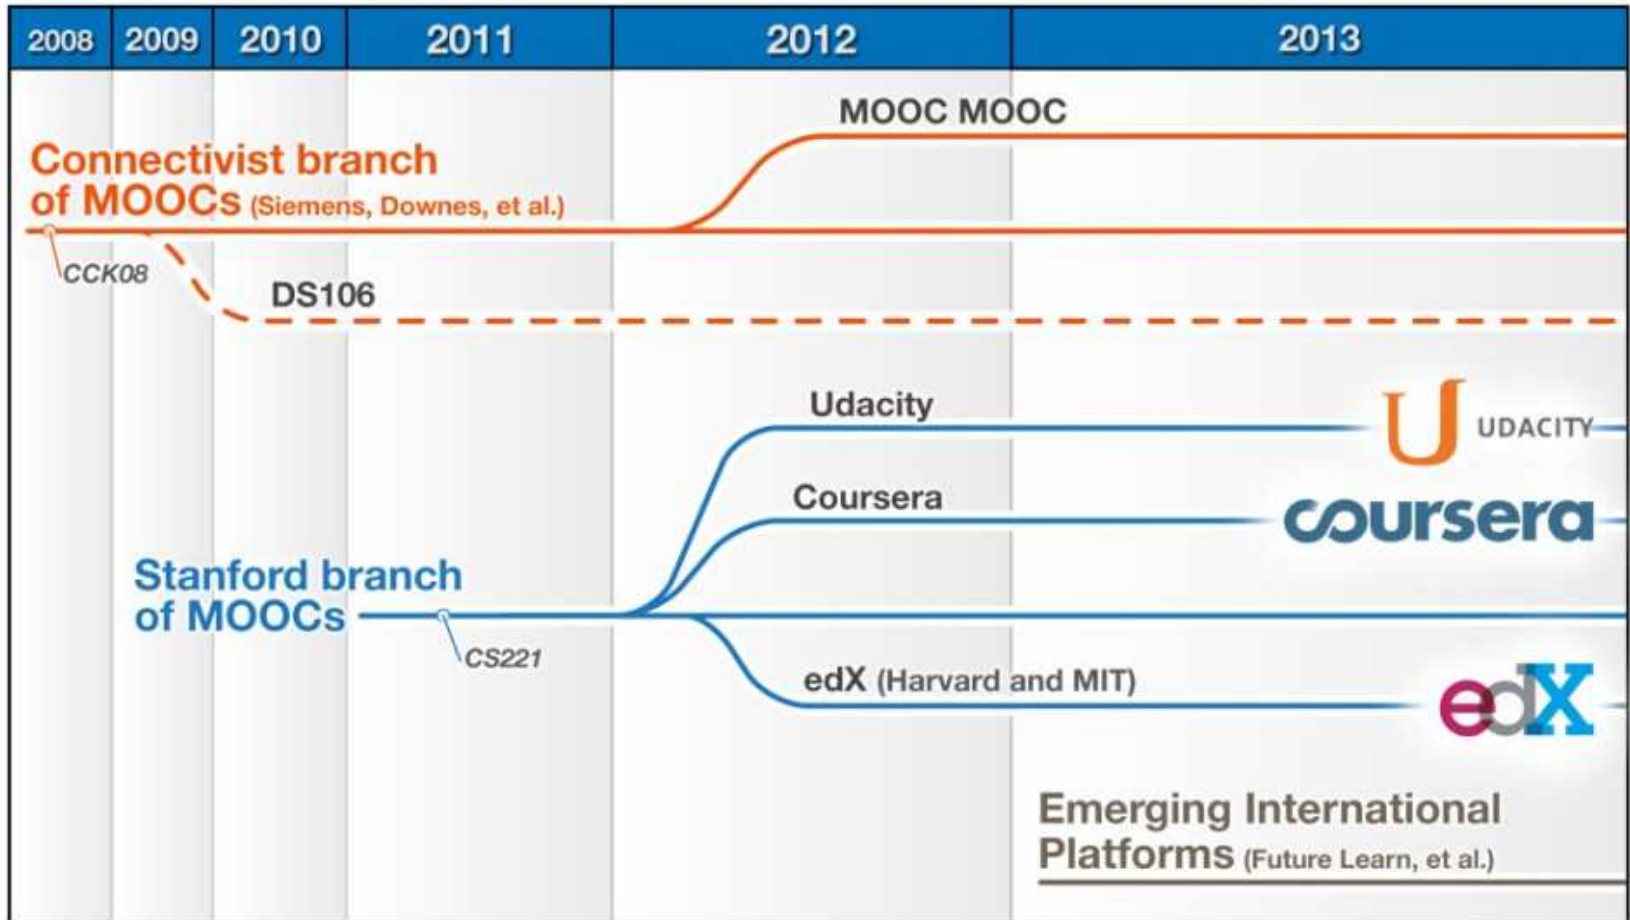 2008 2009 2010 2011 2012 2013
MOOC MOOC
Connectivist branch
of MOOCs (Siemens, Downes, et al.)
CCK08
DS106
Udacity
UDACITY
Coursera
coursera
Stanford branch
of MOOCs
CS221
edX (Harvard and MIT)
edX
Emerging International
Platforms (Future Learn, et al.)